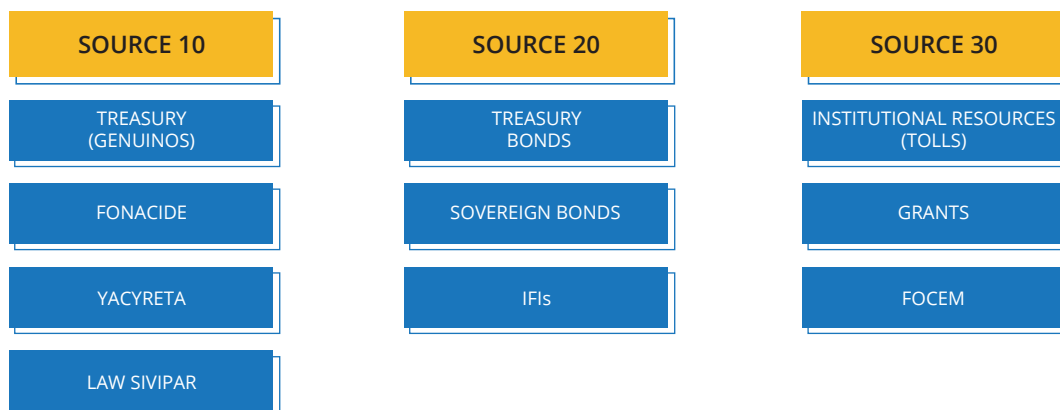 SOURCE 10
TREASURY
(GENUINOS)
FONACIDE
YACYRETA
LAW SIVIPAR
SOURCE 20
TREASURY
BONDS
SOVEREIGN BONDS
IFIs
SOURCE 30
INSTITUTIONAL RESOURCES
(TOLLS)
GRANTS
FOCEM